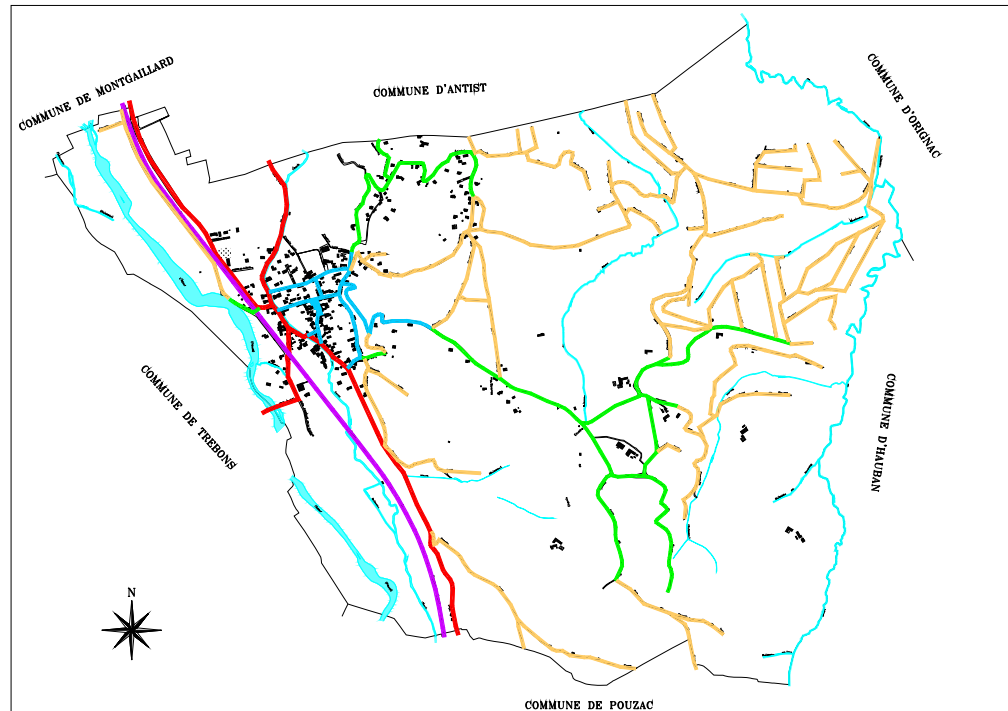 COMMUNE DE MONTGAILLARD
COMMUNE D'ANTIST
COMMUNE D'ORIGNAC
COMMUNE DE TREBONS
COMMUNE D'HAUBAN
N
COMMUNE DE POUZAC